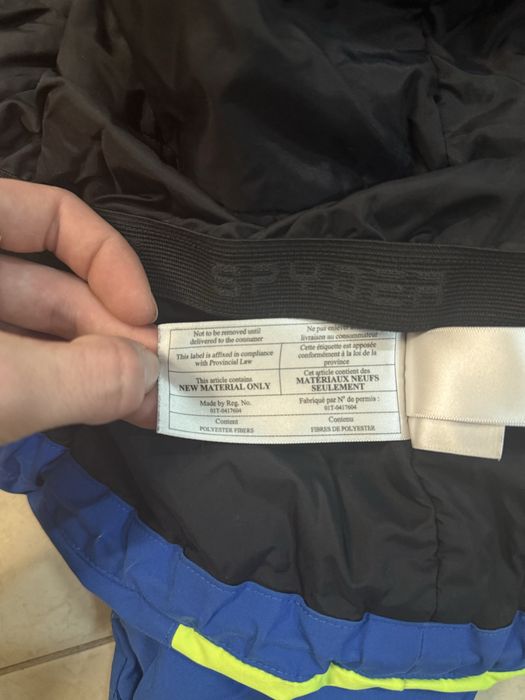 SPYDER
Not to be removed until
delivered to the consumer
This label is affixed in compliance
with Provincial Law
This article contains
NEW MATERIAL ONLY
Made by Reg. No.
01T-0417604
Content
POLYESTER FIBERS
Ne pas enlever avant
livraison au consommateur
Cette étiquette est apposée
conformément à la loi de la
province
Cet article contient des
MATÉRIAUX NEUFS
SEULEMENT
Fabriqué par N° de permis :
01T-0417604
Contenu
FIBRES DE POLYESTER